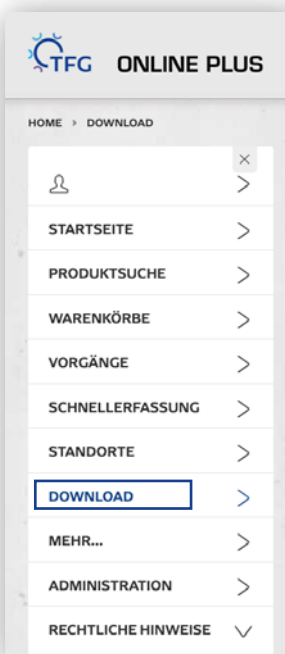 TFG ONLINE PLUS
HOME > DOWNLOAD
STARTSEITE
PRODUKTSUCHE
WARENKÖRBE
VORGÄNGE
SCHNELLERFASSUNG
STANDORTE
DOWNLOAD
MEHR...
ADMINISTRATION
RECHTLICHE HINWEISE